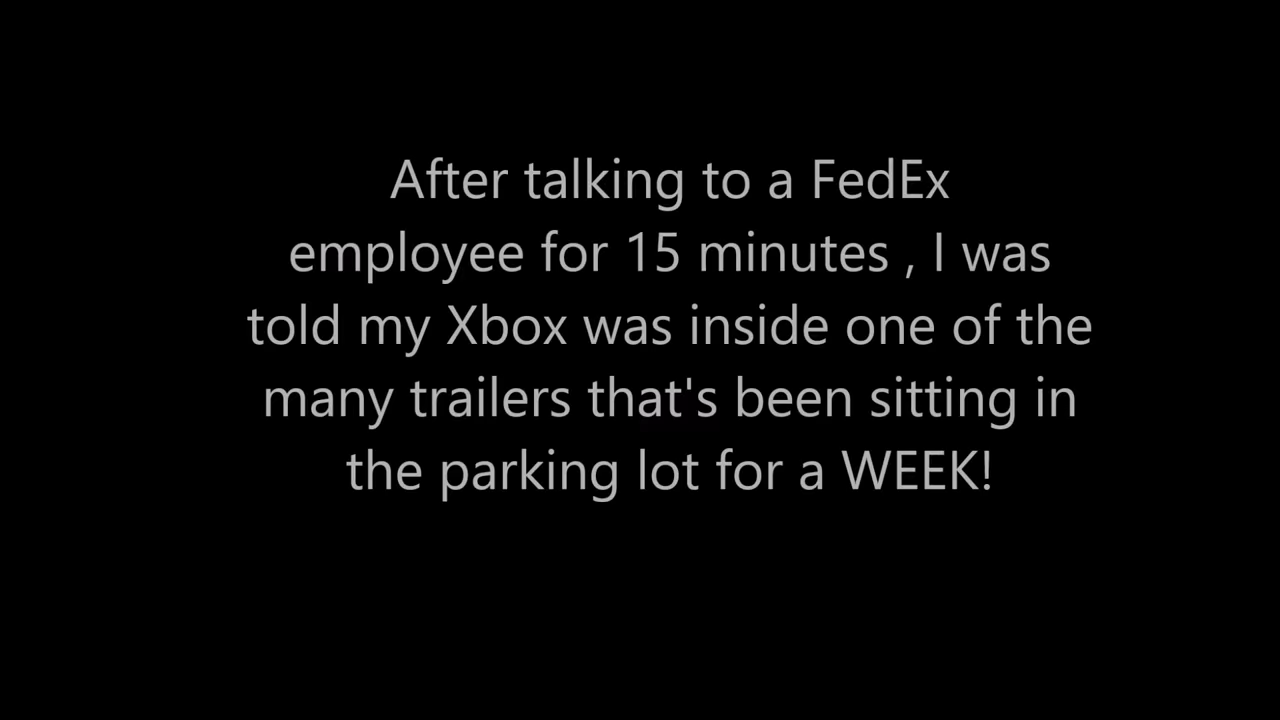 After talking to a FedEx
employee for 15 minutes , I was
told my Xbox was inside one of the
many trailers that's been sitting in
the parking lot for a WEEK!